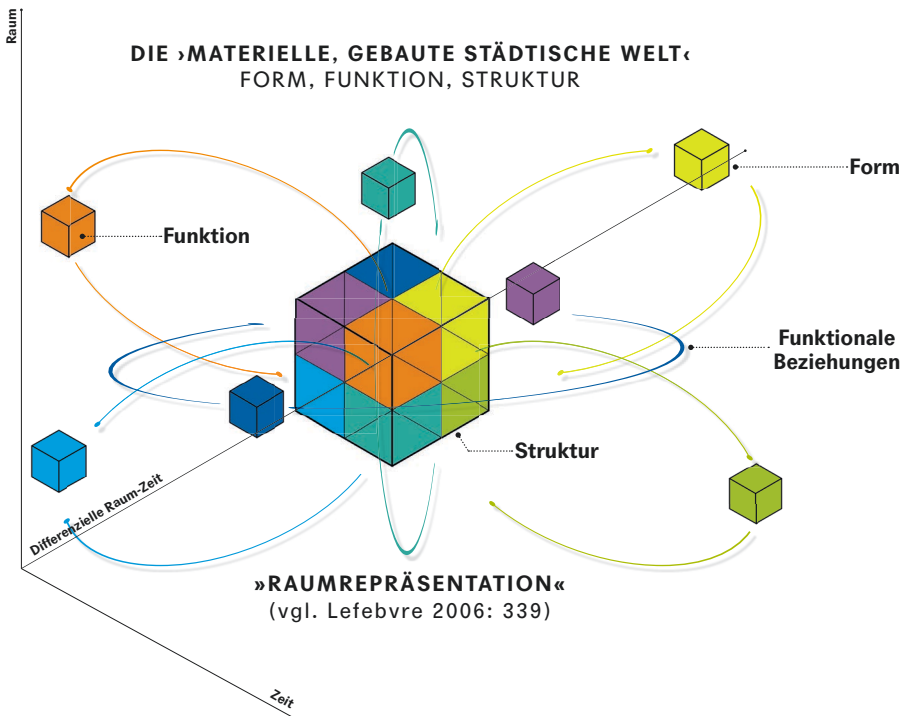 Raum
DIE ›MATERIELLE, GEBAUTE STÄDTISCHE WELT‹
FORM, FUNKTION, STRUKTUR
Form
Funktion
Funktionale
Beziehungen
Struktur
Differenzielle Raum-Zeit
»RAUMREPRÄSENTATION«
(vgl. Lefebvre 2006: 339)
Zeit